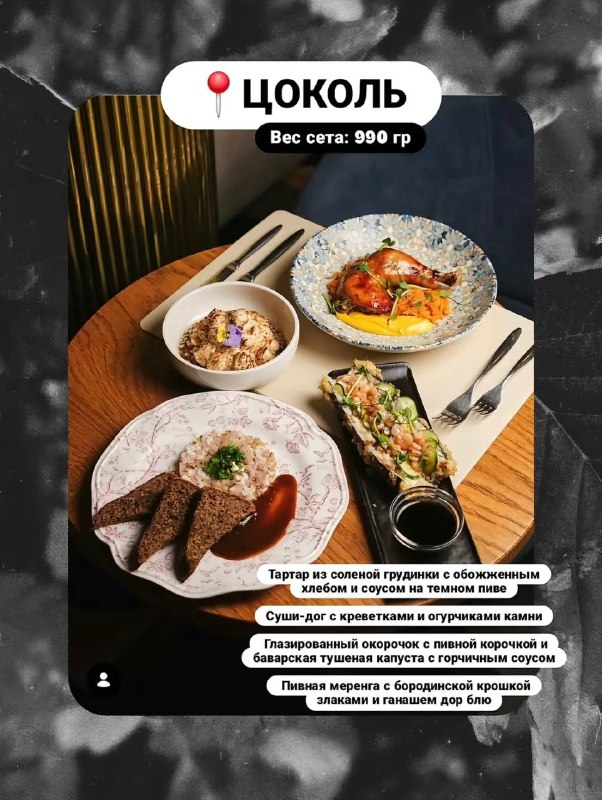 ЦОКОЛЬ
Вес сета: 990 гр
Тартар из соленой грудинки с обожженным
хлебом и соусом на темном пиве
Суши-дог с креветками и огурчиками камни
Глазированный окорочок с пивной корочкой и
баварская тушеная капуста с горчичным соусом
Пивная меренга с бородинской крошкой
злаками и ганашем дор блю